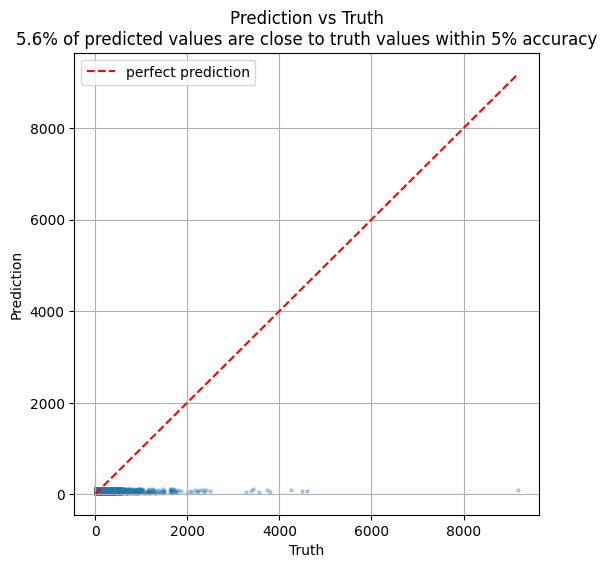 Prediction vs Truth
5.6% of predicted values are close to truth values within 5% accuracy
perfect prediction
8000
6000
4000
2000
0
Prediction
0 2000 4000 6000 8000
Truth